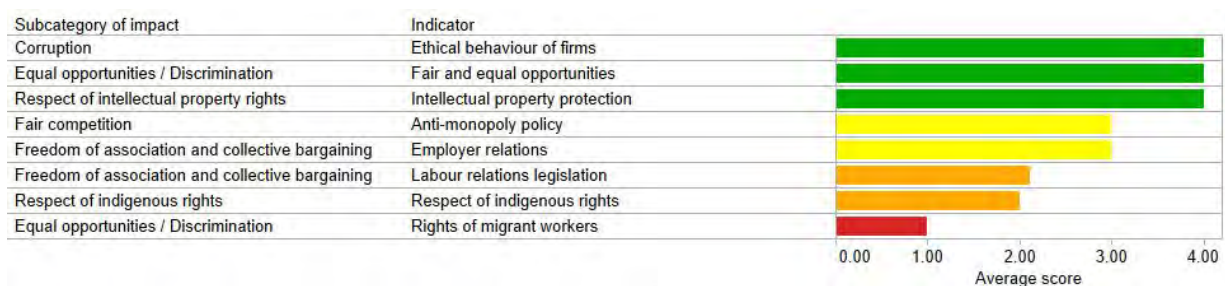 Subcategory of impact Indicator
Corruption Ethical behaviour of firms
Equal opportunities / Discrimination Fair and equal opportunities
Respect of intellectual property rights Intellectual property protection
Fair competition Anti-monopoly policy
Freedom of association and collective bargaining Employer relations
Freedom of association and collective bargaining Labour relations legislation
Respect of indigenous rights Respect of indigenous rights
Equal opportunities / Discrimination Rights of migrant workers
0.00 1.00 2.00 3.00 4.00
Average score